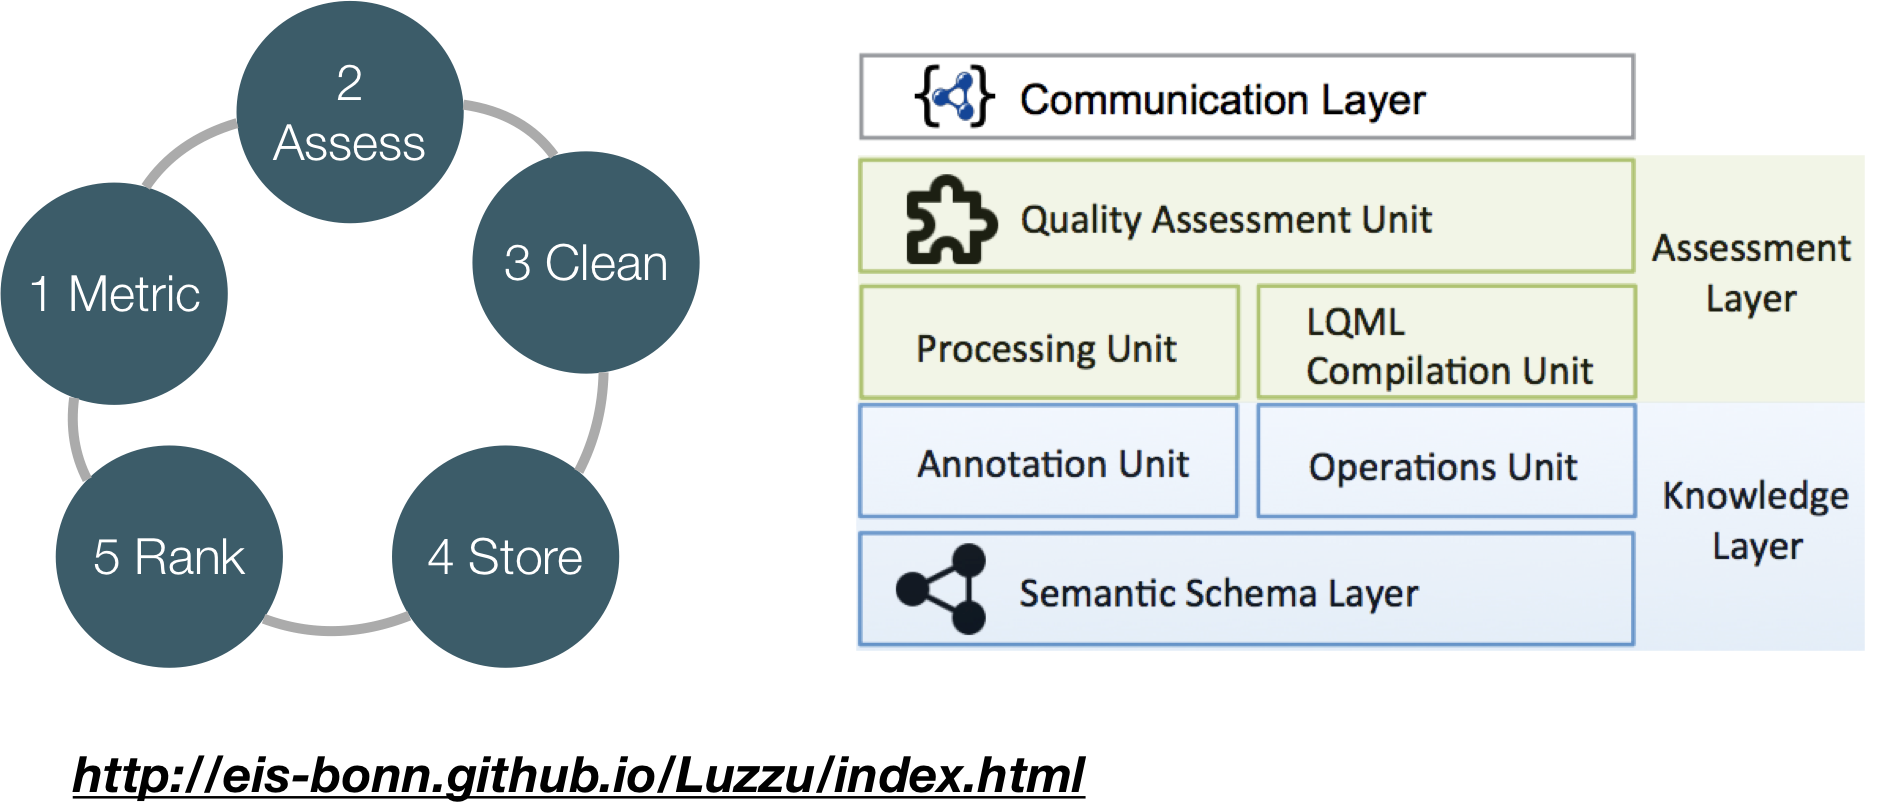 2
Assess
3 Clean
1 Metric
5 Rank
4 Store
Communication Layer
Quality Assessment Unit
Assessment
Layer
Processing Unit
LQML
Compilation Unit
Annotation Unit
Operations Unit
Knowledge
Layer
Semantic Schema Layer
http://eis-bonn.github.io/Luzzu/index.html